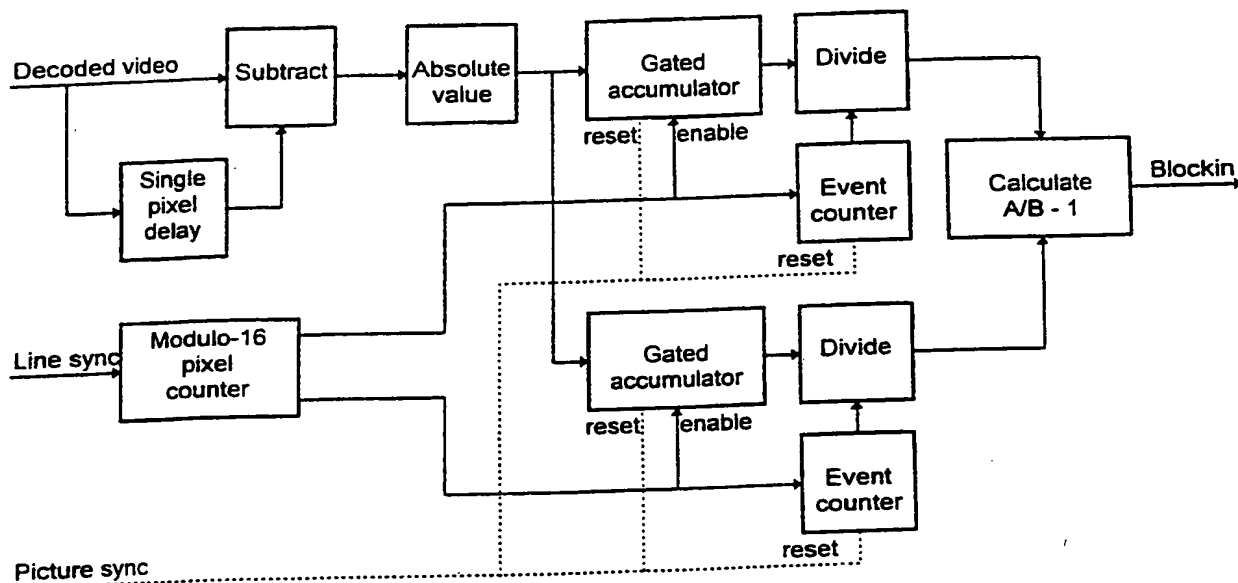 Decoded video
Subtract
Absolute
value
Gated
accumulator
Divide
reset
enable
Single
pixel
delay
Event
counter
reset
Calculate
A/B - 1
Blockin
Line sync
Modulo-16
pixel
counter
Gated
accumulator
Divide
reset
enable
Event
counter
reset
Picture sync